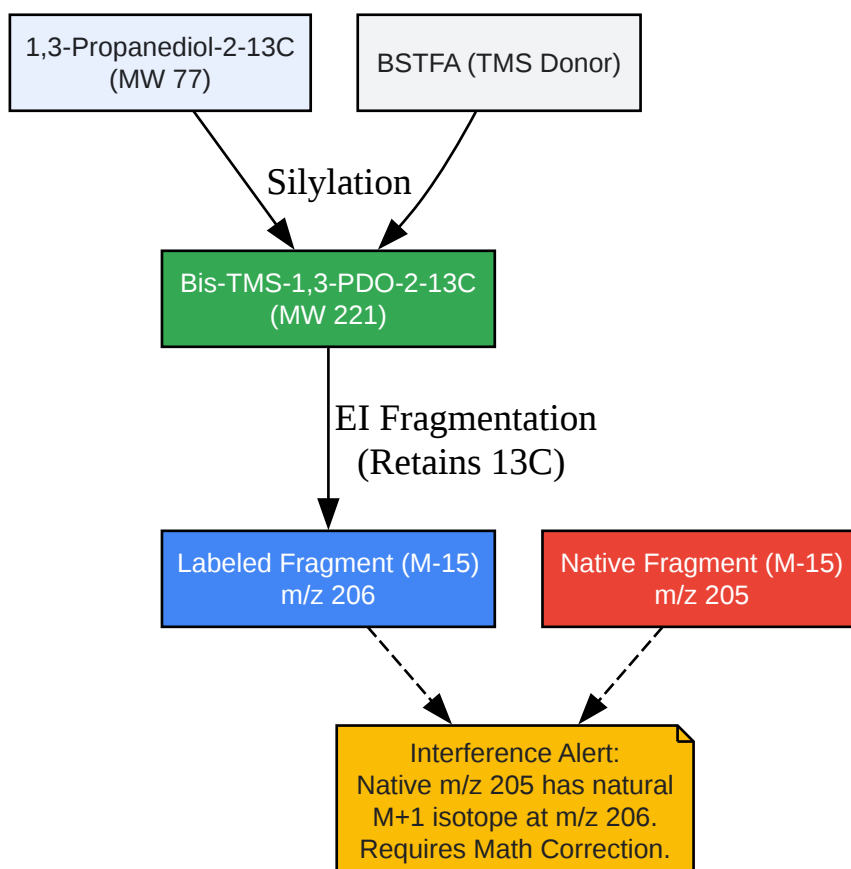 1,3-Propanediol-2-13C
(MW 77)
BSTFA (TMS Donor)
Silylation
Bis-TMS-1,3-PDO-2-13C
(MW 221)
EI Fragmentation
(Retains 13C)
Labeled Fragment (M-15)
m/z 206
Native Fragment (M-15)
m/z 205
Interference Alert:
Native m/z 205 has natural
M+1 isotope at m/z 206.
Requires Math Correction.